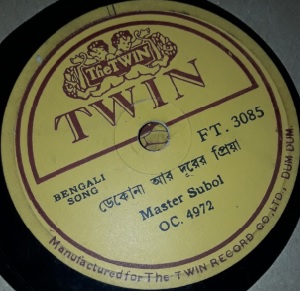 The TWIN
TWIN
FT. 3085
BENGALI
SONG
ডেকোনা আর দূরের প্রিয়া
Master Subol
OC. 4972
Manufactured for The TWIN RECORD CO., LTD., DUM DUM.